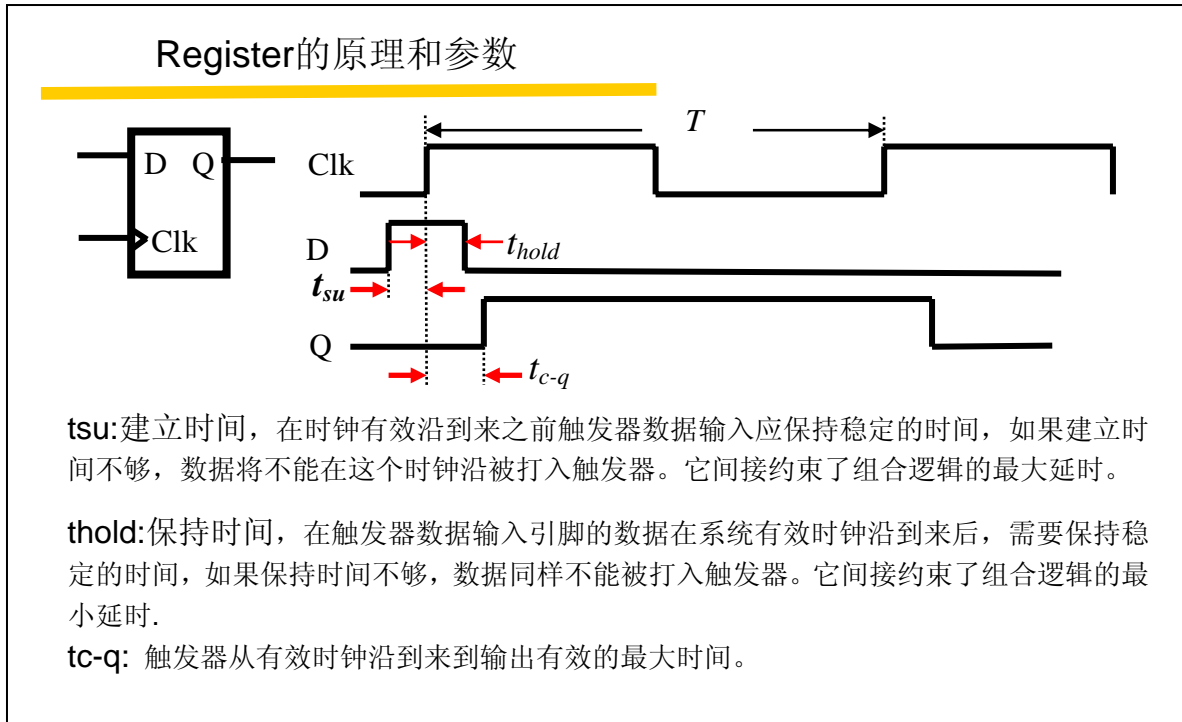 Register的原理和参数
T
D Q
Clk
Clk
D
thold
tsu
Q
tc-q
tsu:建立时间，在时钟有效沿到来之前触发器数据输入应保持稳定的时间，如果建立时
间不够，数据将不能在这个时钟沿被打入触发器。它间接约束了组合逻辑的最大延时。
thold:保持时间，在触发器数据输入引脚的数据在系统有效时钟沿到来后，需要保持稳
定的时间，如果保持时间不够，数据同样不能被打入触发器。它间接约束了组合逻辑的最
小延时.
tc-q: 触发器从有效时钟沿到来到输出有效的最大时间。